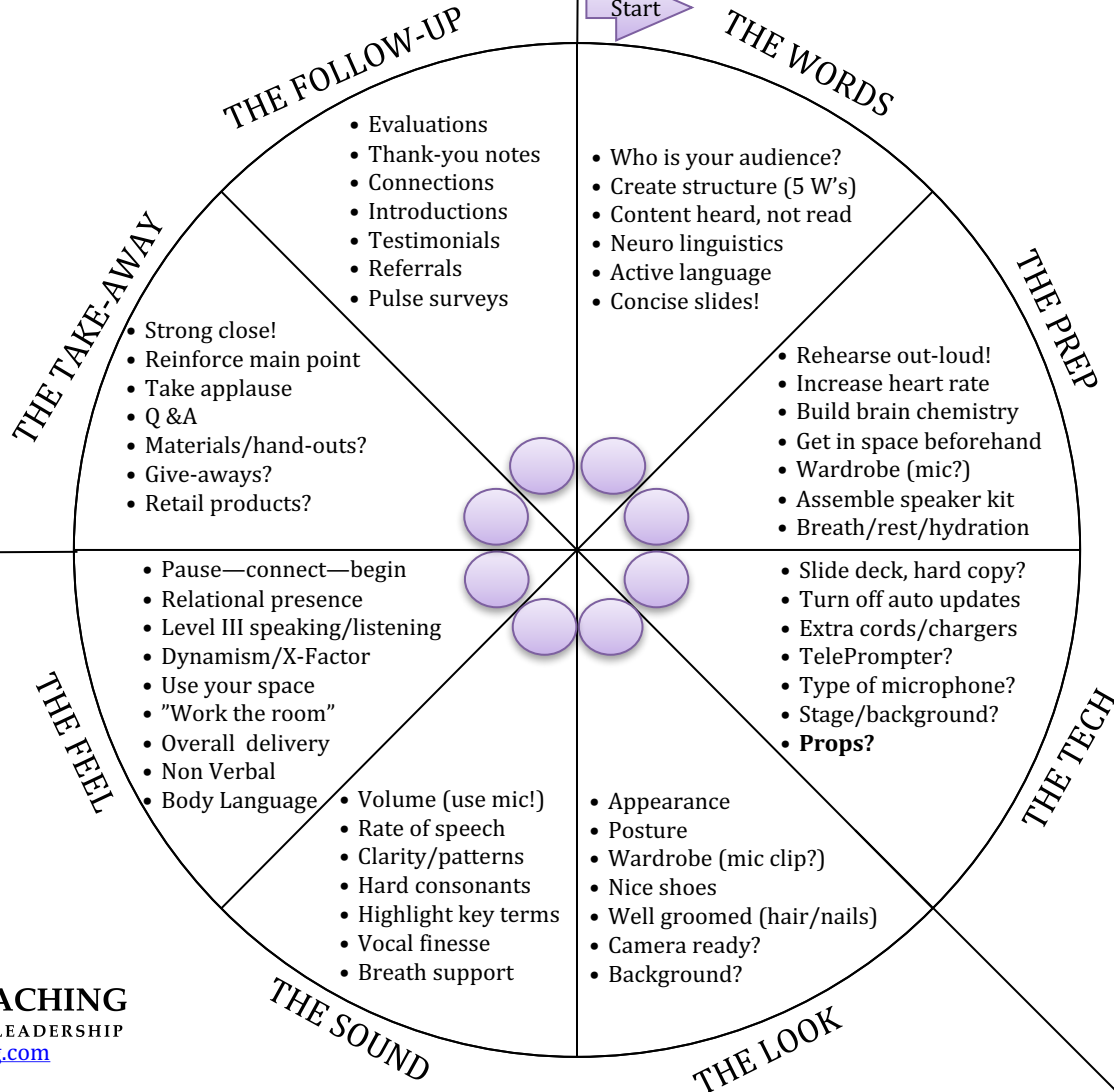 Start
THE WORDS
• Who is your audience?
• Create structure (5 W's)
• Content heard, not read
• Neuro linguistics
• Active language
• Concise slides!
THE PREP
• Rehearse out-loud!
• Increase heart rate
• Build brain chemistry
• Get in space beforehand
• Wardrobe (mic?)
• Assemble speaker kit
• Breath/rest/hydration
THE TECH
• Slide deck, hard copy?
• Turn off auto updates
• Extra cords/chargers
• TelePrompter?
• Type of microphone?
• Stage/background?
• Props?
THE LOOK
• Appearance
• Posture
• Wardrobe (mic clip?)
• Nice shoes
• Well groomed (hair/nails)
• Camera ready?
• Background?
THE SOUND
• Volume (use mic!)
• Rate of speech
• Clarity/patterns
• Hard consonants
• Highlight key terms
• Vocal finesse
• Breath support
THE FEEL
• Pause—connect—begin
• Relational presence
• Level III speaking/listening
• Dynamism/X-Factor
• Use your space
• ”Work the room”
• Overall  delivery
• Non Verbal
• Body Language
THE TAKE-AWAY
• Strong close!
• Reinforce main point
• Take applause
• Q &A
• Materials/hand-outs?
• Give-aways?
• Retail products?
THE FOLLOW-UP
• Evaluations
• Thank-you notes
• Connections
• Introductions
• Testimonials
• Referrals
• Pulse surveys
ACHING
LEADERSHIP
g.com